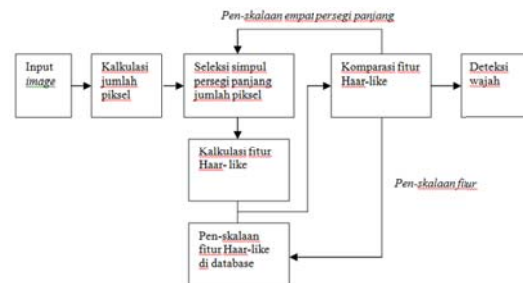 Pen-skalaan empat persegi panjang
Input
image
Kalkulasi
jumlah
piksel
Seleksi simpul
persegi panjang
jumlah piksel
Komparasi fitur
Haar-like
Deteksi
wajah
Kalkulasi fitur
Haar- like
Pen-skalaan fitur
Pen-skalaan
fitur Haar-like
di database